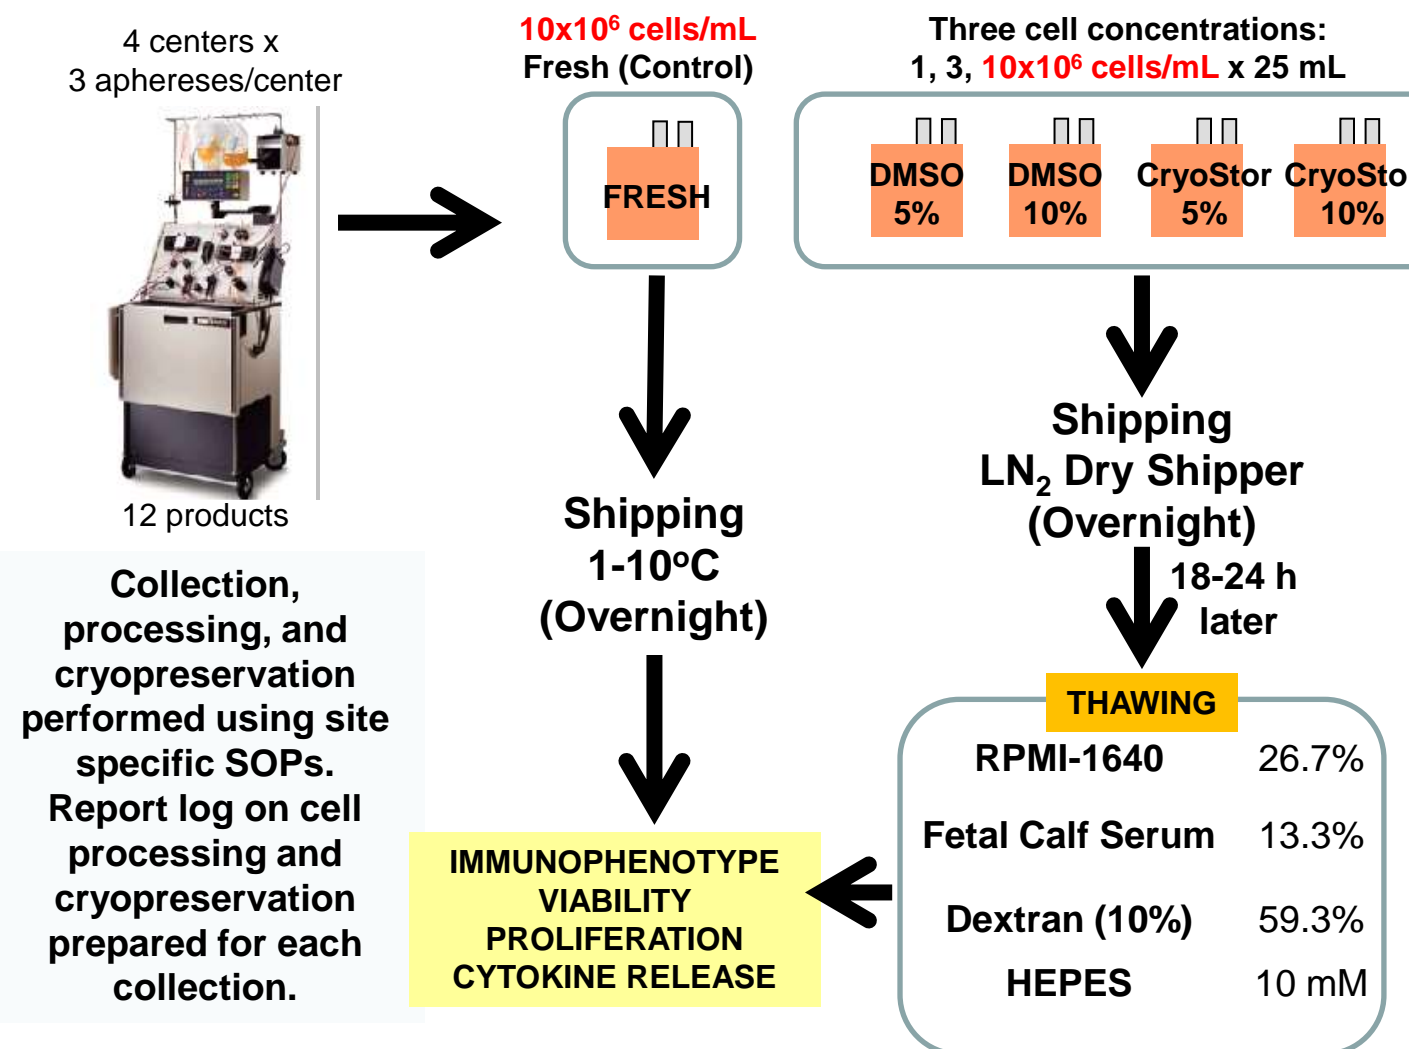 4 centers x
3 aphereses/center
12 products
Collection,
processing, and
cryopreservation
performed using site
specific SOPs.
Report log on cell
processing and
cryopreservation
prepared for each
collection.
10x10⁶ cells/mL
Fresh (Control)
FRESH
Shipping
1-10ºC
(Overnight)
IMMUNOPHENOTYPE
VIABILITY
PROLIFERATION
CYTOKINE RELEASE
Three cell concentrations:
1, 3, 10x10⁶ cells/mL x 25 mL
DMSO
5%
DMSO
10%
CryoStor
5%
CryoSto
10%
Shipping
LN₂ Dry Shipper
(Overnight)
18-24 h
later
THAWING
RPMI-1640 26.7%
Fetal Calf Serum 13.3%
Dextran (10%) 59.3%
HEPES 10 mM